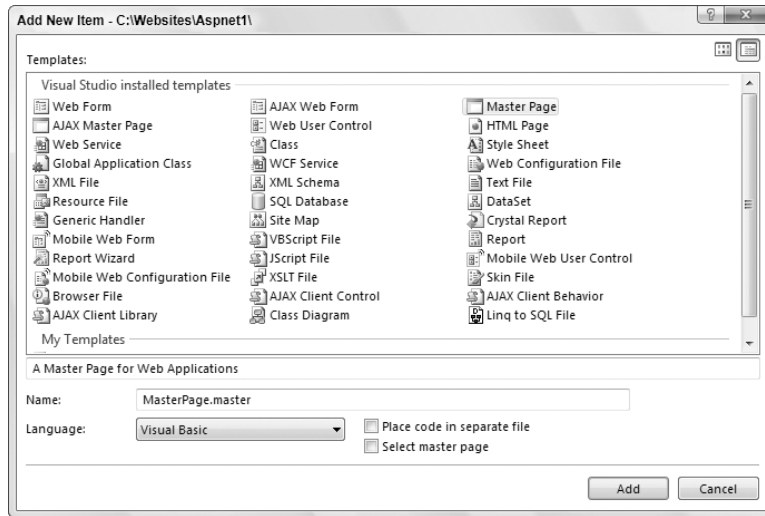 Add New Item - C:\Websites\Aspnet1\
Templates:
Visual Studio installed templates
Web Form AJAX Web Form Master Page
AJAX Master Page Web User Control HTML Page
Web Service Class Style Sheet
Global Application Class WCF Service Web Configuration File
XML File XML Schema Text File
Resource File SQL Database DataSet
Generic Handler Site Map Crystal Report
Mobile Web Form VBScript File Report
Report Wizard JScript File Mobile Web User Control
Mobile Web Configuration File XSLT File Skin File
Browser File AJAX Client Control AJAX Client Behavior
AJAX Client Library Class Diagram Linq to SQL File
My Templates
A Master Page for Web Applications
Name: MasterPage.master
Language: Visual Basic Place code in separate file
Select master page
Add Cancel